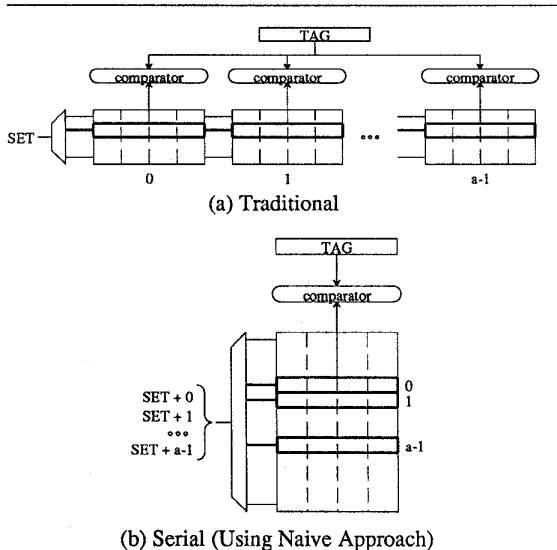 TAG
comparator comparator comparator
SET
∘∘∘
0 1 a-1
(a) Traditional
TAG
comparator
0
1
SET + 0
SET + 1
∘∘∘
SET + a-1
a-1
(b) Serial (Using Naive Approach)